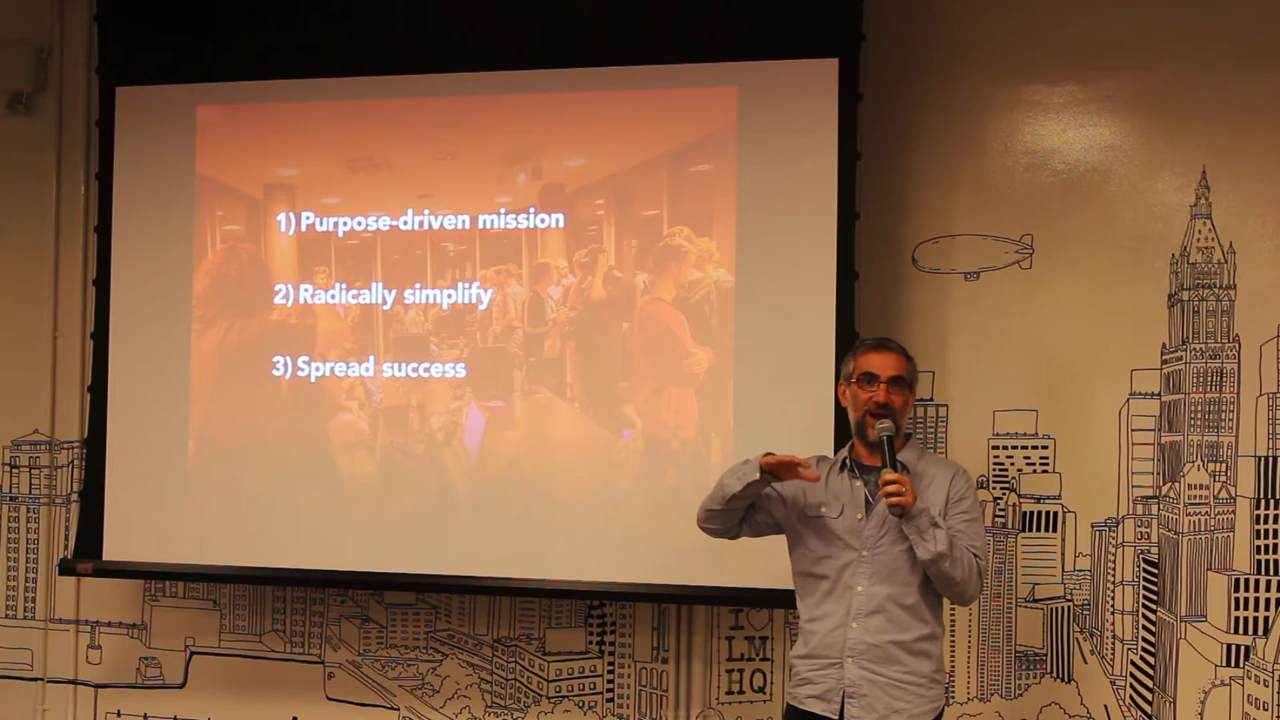 1) Purpose-driven mission
2) Radically simplify
3) Spread success
I♡
LM
HQ